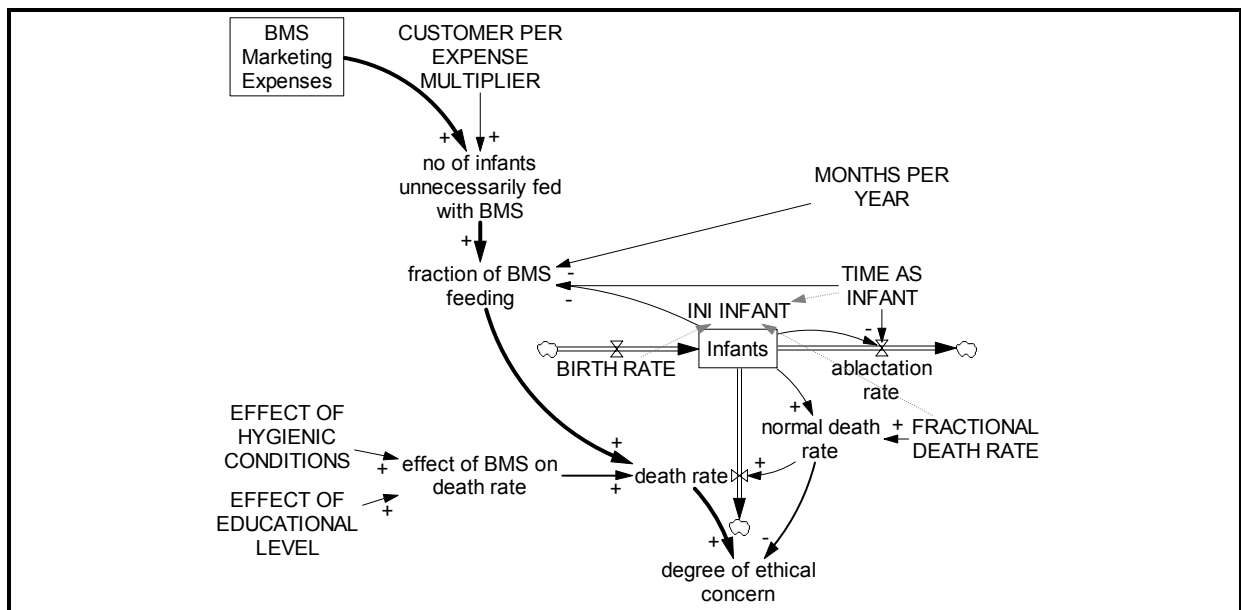 BMS
Marketing
Expenses
CUSTOMER PER
EXPENSE
MULTIPLIER
+
+
no of infants
unnecessarily fed
with BMS
+
MONTHS PER
YEAR
fraction of BMS
feeding
-
-
TIME AS
INFANT
INI INFANT
-
Infants
BIRTH RATE
ablactation
rate
EFFECT OF
HYGIENIC
CONDITIONS
+
effect of BMS on
death rate
EFFECT OF
EDUCATIONAL
LEVEL
+
+
+
death rate
+
normal death
rate
+
+
FRACTIONAL
DEATH RATE
+
-
degree of ethical
concern